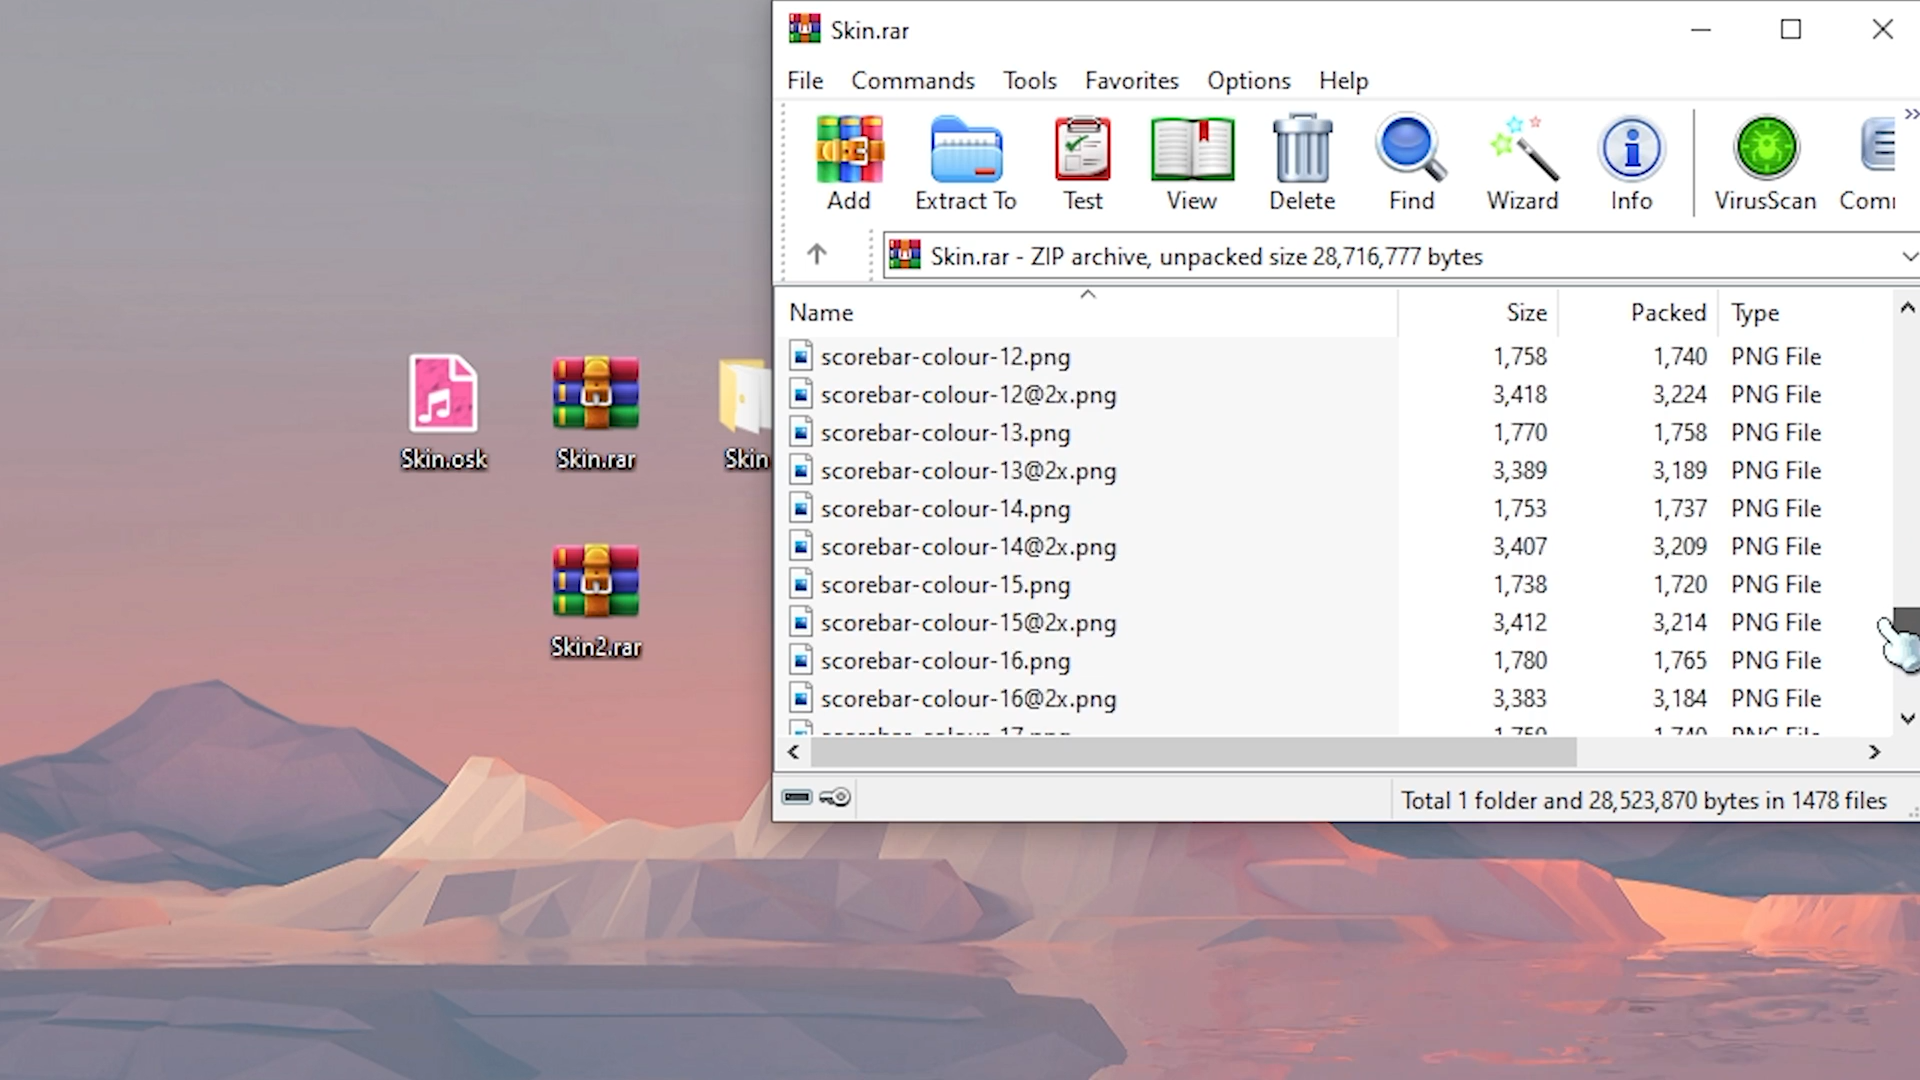 Skin.rar
File Commands Tools Favorites Options Help
Add Extract To Test View Delete Find Wizard Info VirusScan
Skin.rar - ZIP archive, unpacked size 28,716,777 bytes
Name Size Packed Type
scorebar-colour-12.png 1,758 1,740 PNG File
scorebar-colour-12@2x.png 3,418 3,224 PNG File
scorebar-colour-13.png 1,770 1,758 PNG File
scorebar-colour-13@2x.png 3,389 3,189 PNG File
scorebar-colour-14.png 1,753 1,737 PNG File
scorebar-colour-14@2x.png 3,407 3,209 PNG File
scorebar-colour-15.png 1,738 1,720 PNG File
scorebar-colour-15@2x.png 3,412 3,214 PNG File
scorebar-colour-16.png 1,780 1,765 PNG File
scorebar-colour-16@2x.png 3,383 3,184 PNG File
Total 1 folder and 28,523,870 bytes in 1478 files
Skin.osk Skin.rar Skin
Skin2.rar